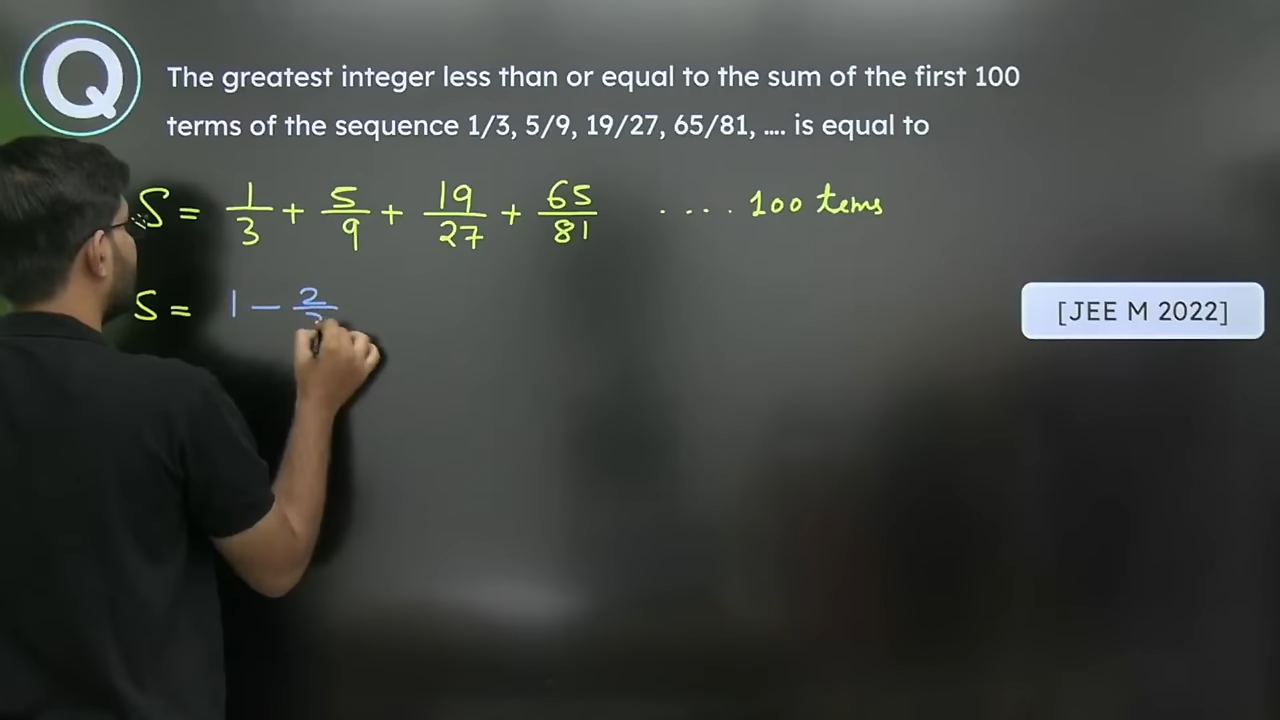 Q
The greatest integer less than or equal to the sum of the first 100
terms of the sequence 1/3, 5/9, 19/27, 65/81, .... is equal to
S = 1/3 + 5/9 + 19/27 + 65/81 .... 100 tems
S = 1 - 2/
[JEE M 2022]